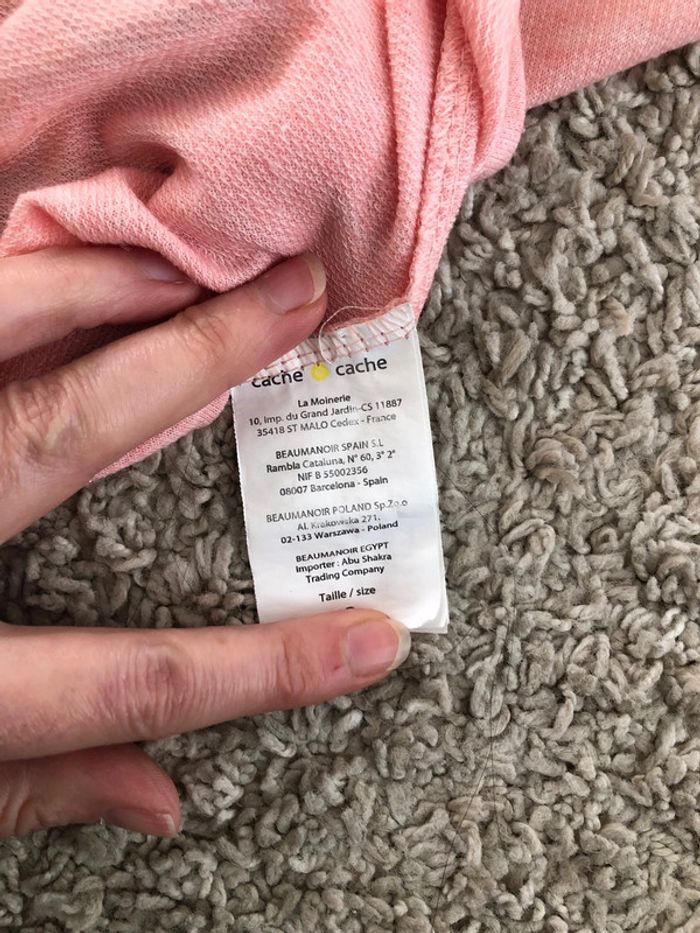 cache cache
La Moinerie
10, Imp. du Grand Jardin-CS 11887
35418 ST MALO Cedex - France
BEAUMANOIR SPAIN S.L
Rambla Cataluna, N° 60, 3° 2ª
NIF B 55002356
08007 Barcelona - Spain
BEAUMANOIR POLAND Sp.Zo.o
Al. Krakowska 271.
02-133 Warszawa - Poland
BEAUMANOIR EGYPT
Importer : Abu Shakra
Trading Company
Taille / size